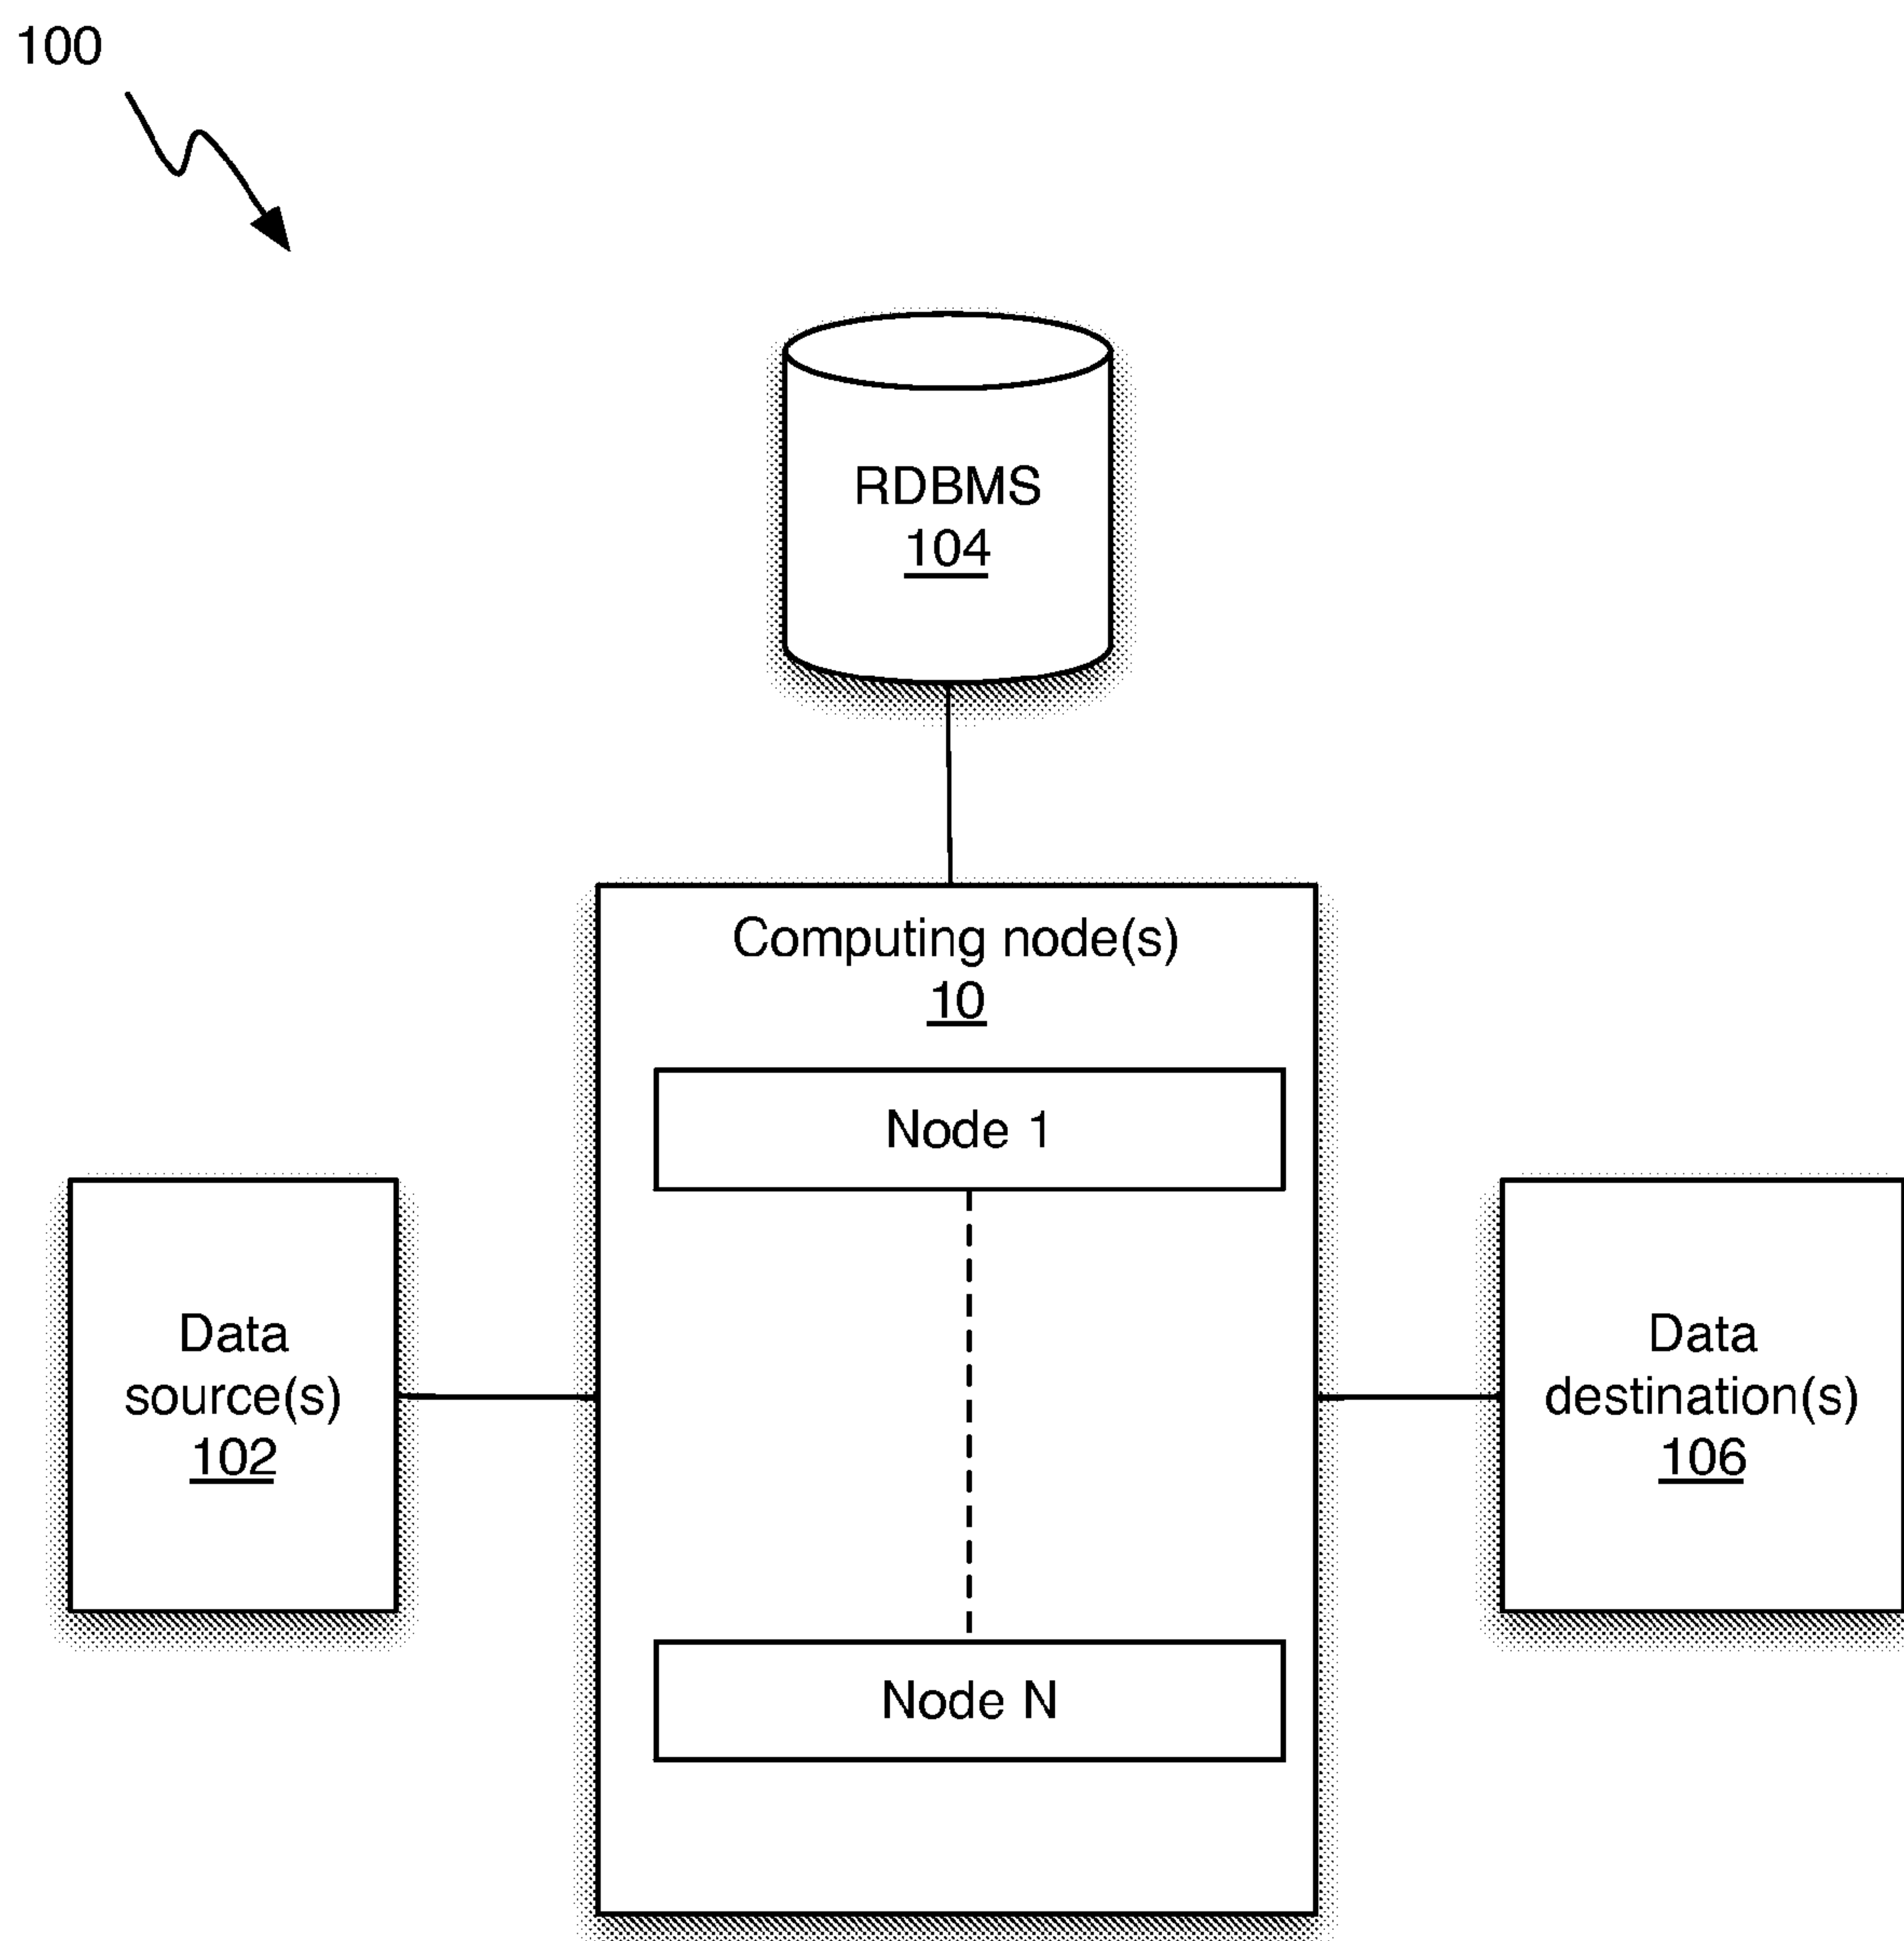 100
RDBMS
104
Computing node(s)
10
Node 1
Data
source(s)
102
Data
destination(s)
106
Node N